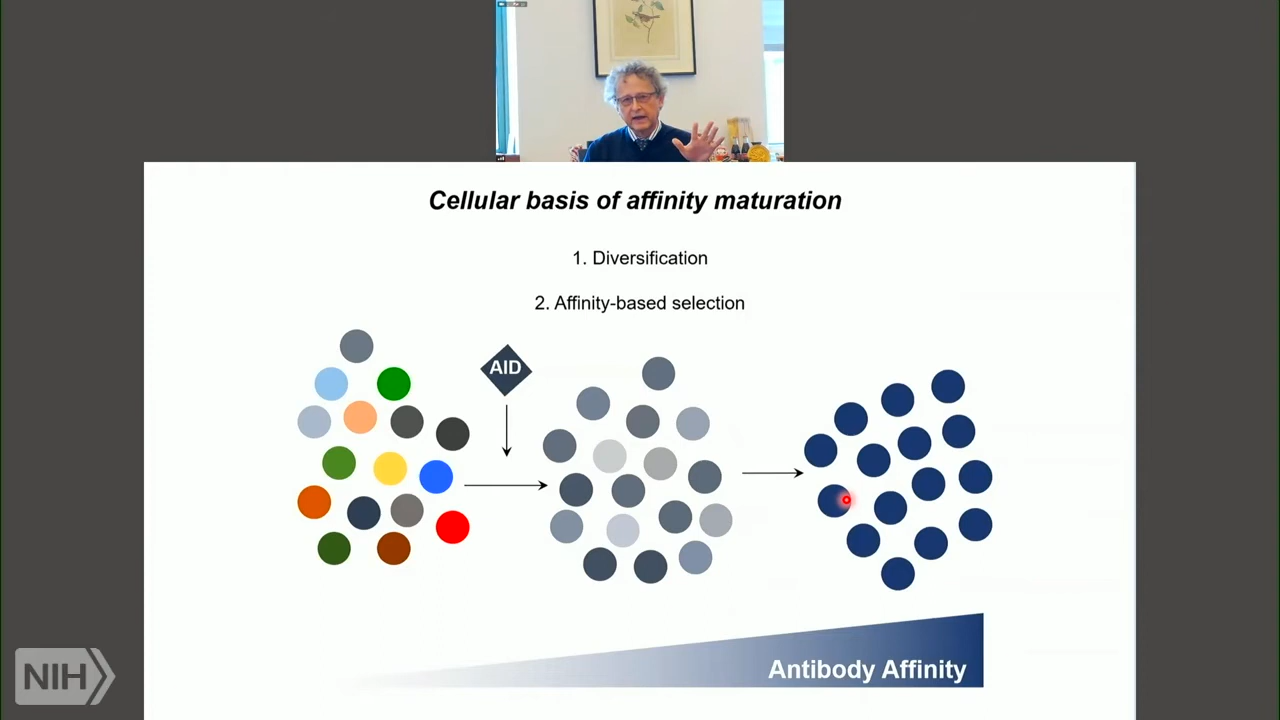 Cellular basis of affinity maturation
1. Diversification
2. Affinity-based selection
AID
Antibody Affinity
NIH